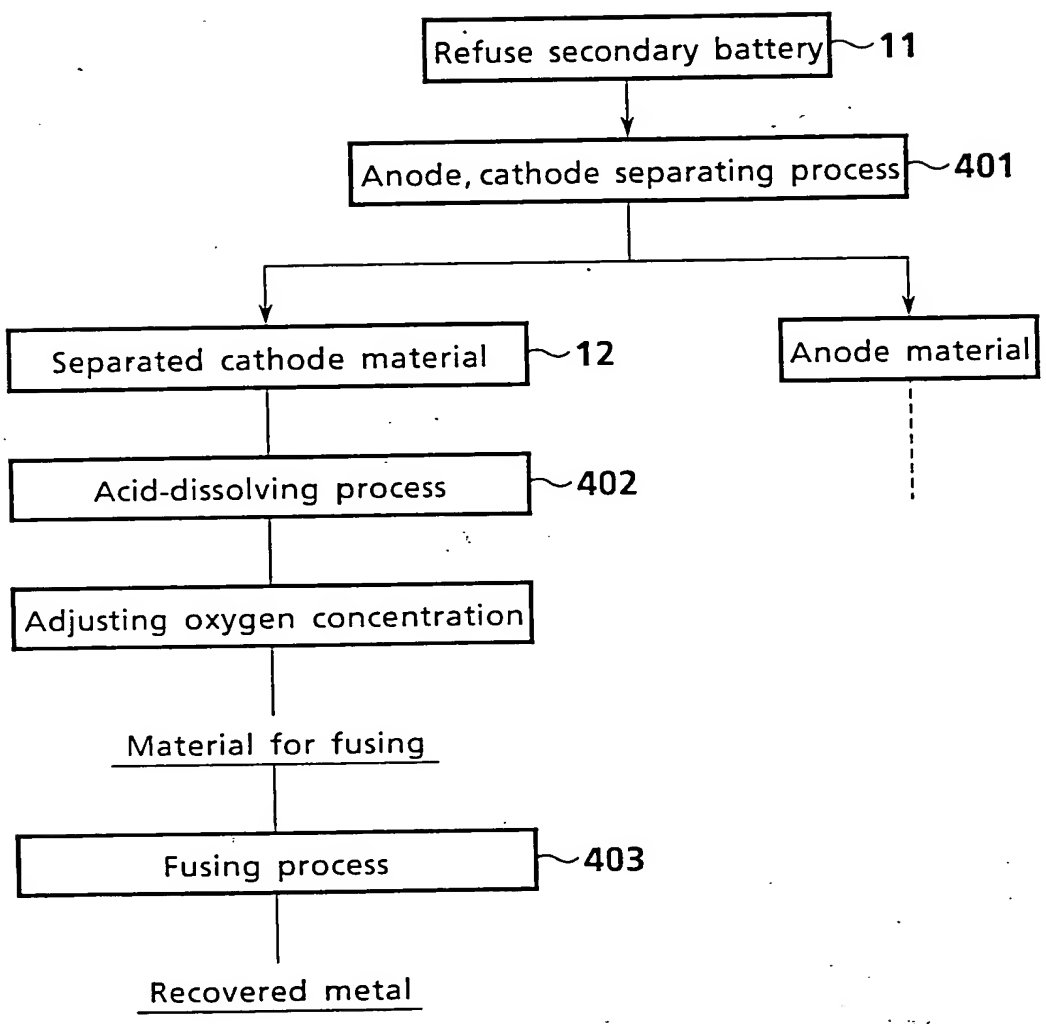 Refuse secondary battery 11
Anode, cathode separating process 401
Separated cathode material 12
Anode material
Acid-dissolving process 402
Adjusting oxygen concentration
Material for fusing
Fusing process 403
Recovered metal